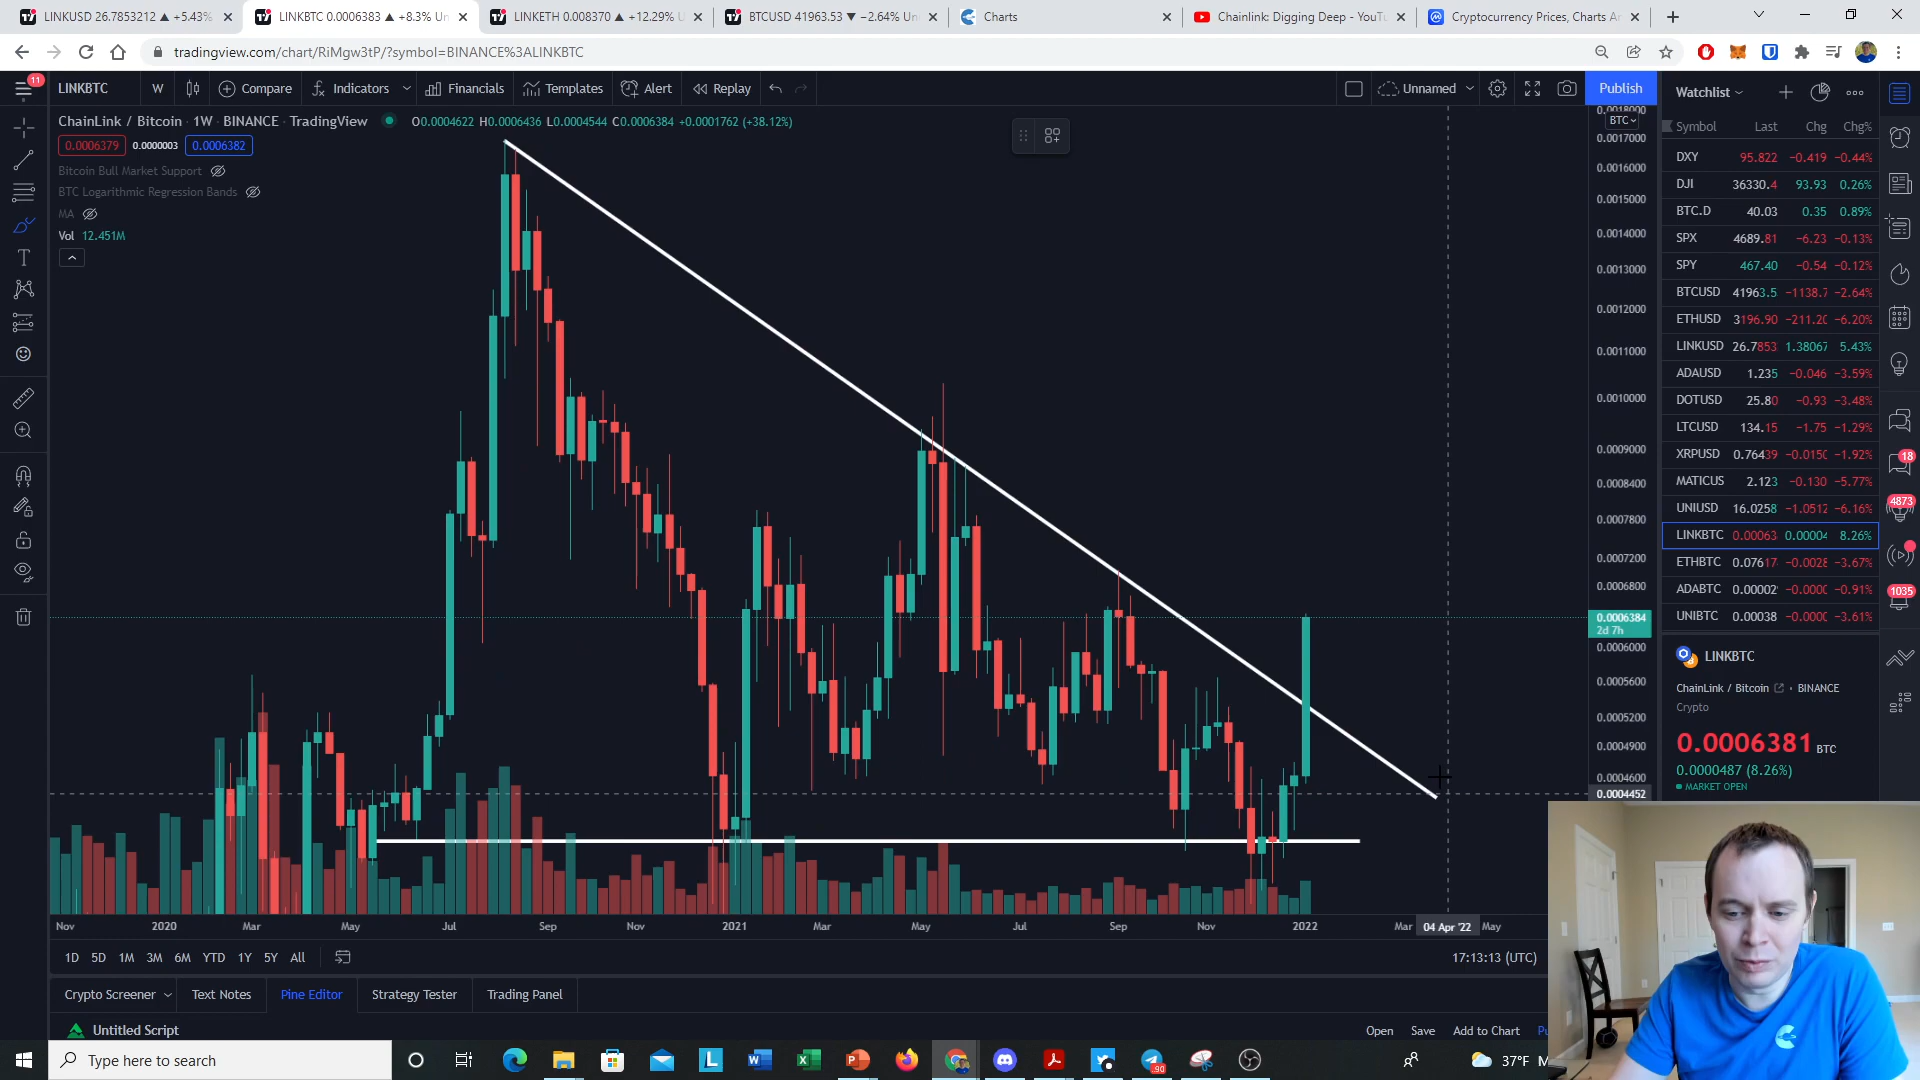 LINKUSD 26.7853212 ▲ +5.43%
LINKBTC 0.0006383 ▲ +8.3% Un
LINKETH 0.008370 ▲ +12.29% U
BTCUSD 41963.53 ▼ −2.64% Un
Charts
Chainlink: Digging Deep - YouTu
Cryptocurrency Prices, Charts A
tradingview.com/chart/RiMgw3tP/?symbol=BINANCE%3ALINKBTC
11
LINKBTC W Compare Indicators Financials Templates Alert Replay Unnamed Publish
ChainLink / Bitcoin · 1W · BINANCE · TradingView O0.0004622 H0.0006436 L0.0004544 C0.0006384 +0.0001762 (+38.12%)
0.0006379 0.0000003 0.0006382
Bitcoin Bull Market Support
BTC Logarithmic Regression Bands
MA
Vol 12.451M
0.0018000
BTC
0.0017000
0.0016000
0.0015000
0.0014000
0.0013000
0.0012000
0.0011000
0.0010000
0.0009000
0.0008400
0.0007800
0.0007200
0.0006800
0.0006384
2d 7h
0.0006000
0.0005600
0.0005200
0.0004900
0.0004600
0.0004452
Nov 2020 Mar May Jul Sep Nov 2021 Mar May Jul Sep Nov 2022 Mar 04 Apr '22 May
1D 5D 1M 3M 6M YTD 1Y 5Y All
17:13:13 (UTC)
Crypto Screener Text Notes Pine Editor Strategy Tester Trading Panel
Untitled Script
Open Save Add to Chart
Watchlist
Symbol Last Chg Chg%
DXY 95.822 −0.419 −0.44%
DJI 36330.4 93.93 0.26%
BTC.D 40.03 0.35 0.89%
SPX 4689.81 −6.23 −0.13%
SPY 467.40 −0.54 −0.12%
BTCUSD 41963.5 −1138.7 −2.64%
ETHUSD 3196.90 −211.20 −6.20%
LINKUSD 26.7853 1.38067 5.43%
ADAUSD 1.235 −0.046 −3.59%
DOTUSD 25.80 −0.93 −3.48%
LTCUSD 134.15 −1.75 −1.29%
XRPUSD 0.76439 −0.0150 −1.92%
MATICUS 2.123 −0.130 −5.77%
UNIUSD 16.0258 −1.0512 −6.16%
LINKBTC 0.00063 0.00004 8.26%
ETHBTC 0.07617 −0.0028 −3.67%
ADABTC 0.00002 −0.000 −0.91%
UNIBTC 0.00038 −0.000 −3.61%
LINKBTC
ChainLink / Bitcoin · BINANCE
Crypto
0.0006381 BTC
0.0000487 (8.26%)
MARKET OPEN
18
4873
1035
Type here to search
90
37°F